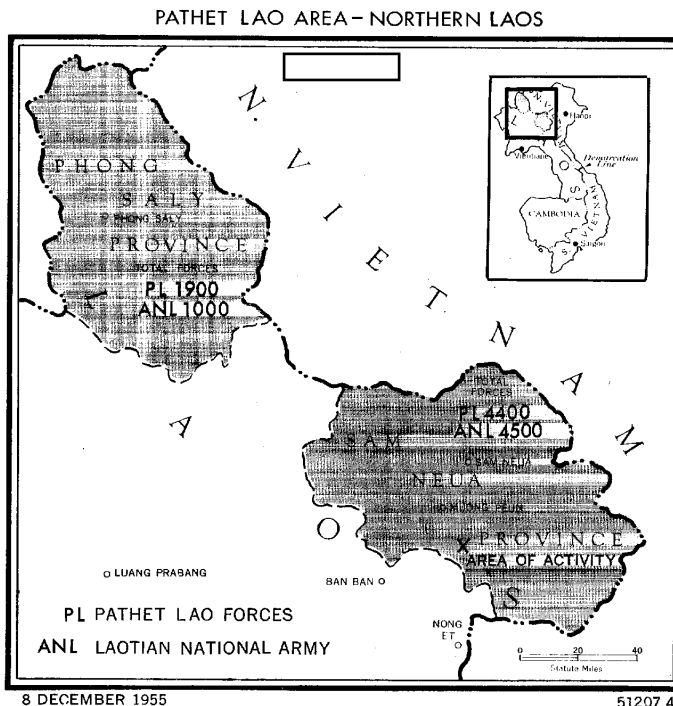 PATHET LAO AREA – NORTHERN LAOS
N. VIETNAM
PHONG
SALY
PHONG SALY
PROVINCE
TOTAL FORCES
PL 1900
ANL 1000
LAOS
Hanoi
Vientiane
Demarcation
Line
N. VIETNAM
LAOS
CAMBODIA
S. VIETNAM
Saigon
TOTAL
FORCES
PL 4400
ANL 4500
SAM
SAM NEUA
NEUA
MUONG PEUN
PROVINCE
X
AREA OF ACTIVITY
LUANG PRABANG
BAN BAN
NONG
ET
PL PATHET LAO FORCES
ANL LAOTIAN NATIONAL ARMY
0 20 40
Statute Miles
8 DECEMBER 1955
51207 4